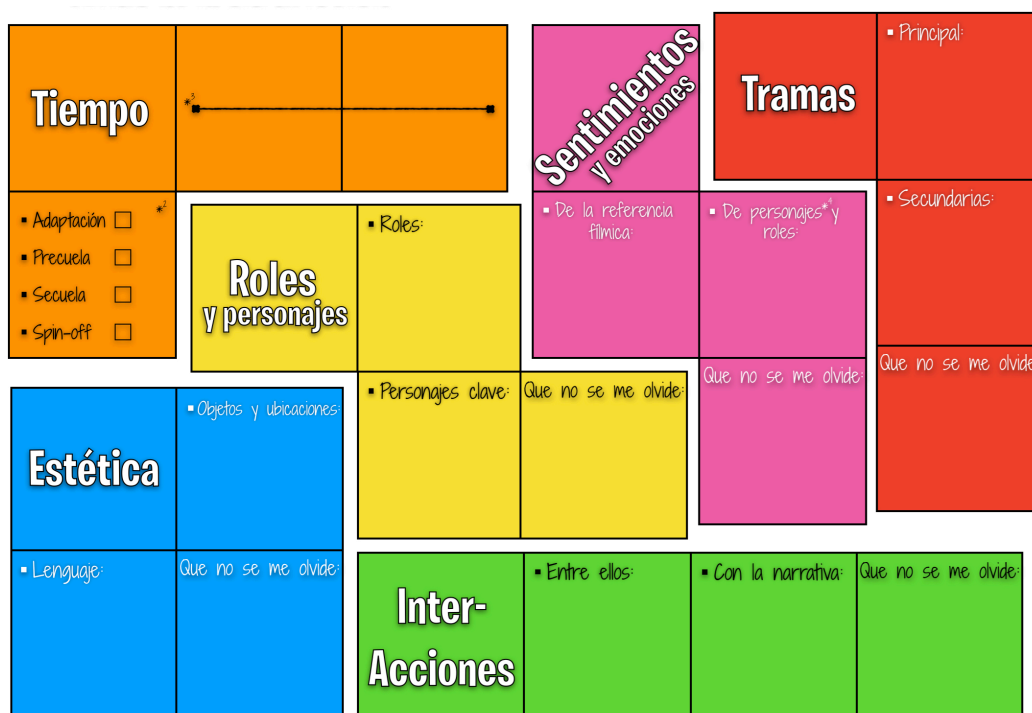 Tiempo
*3
*2
▪ Adaptación ☐
▪ Precuela ☐
▪ Secuela ☐
▪ Spin-off ☐
Roles
y personajes
▪ Roles:
▪ Personajes clave:
Que no se me olvide:
Sentimientos
y emociones
▪ De la referencia
fílmica:
▪ De personajes*4 y
roles:
Que no se me olvide:
Tramas
▪ Principal:
▪ Secundarias:
Que no se me olvide
Estética
▪ Objetos y ubicaciones:
▪ Lenguaje:
Que no se me olvide:
Inter-
Acciones
▪ Entre ellos:
▪ Con la narrativa:
Que no se me olvide: